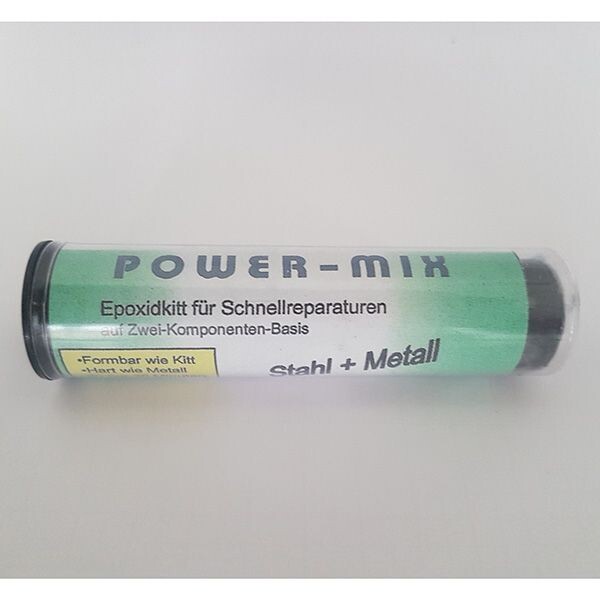 POWER-MIX
Epoxidkitt für Schnellreparaturen
auf Zwei-Komponenten-Basis
•Formbar wie Kitt
•Hart wie Metall
Stahl + Metall